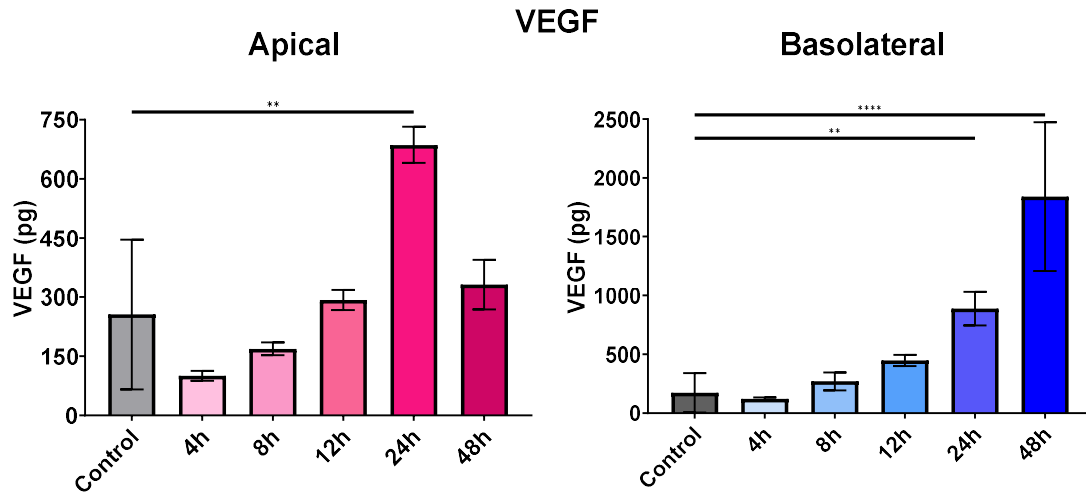 VEGF
Apical
VEGF (pg)
750
600
450
300
150
0
**
Control
4h
8h
12h
24h
48h
Basolateral
VEGF (pg)
2500
2000
1500
1000
500
0
****
**
Control
4h
8h
12h
24h
48h